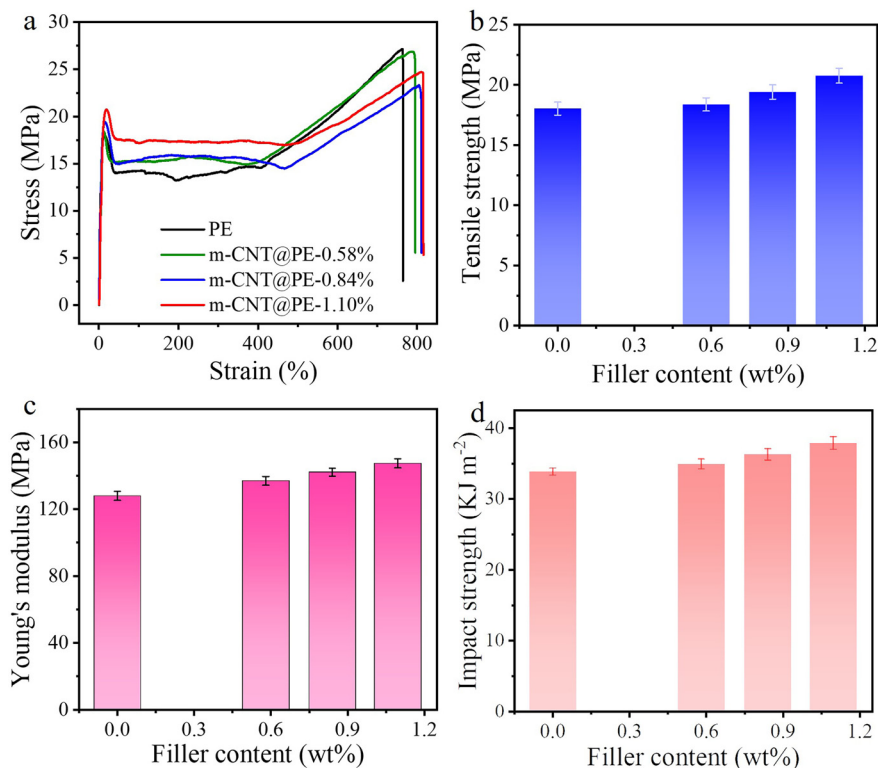 a
30
25
20
15
10
5
0
Stress (MPa)
PE
m-CNT@PE-0.58%
m-CNT@PE-0.84%
m-CNT@PE-1.10%
0 200 400 600 800
Strain (%)
b
25
20
15
10
5
0
Tensile strength (MPa)
0.0 0.3 0.6 0.9 1.2
Filler content (wt%)
c
160
120
80
40
0
Young's modulus (MPa)
0.0 0.3 0.6 0.9 1.2
Filler content (wt%)
d
40
30
20
10
0
Impact strength (KJ m-2)
0.0 0.3 0.6 0.9 1.2
Filler content (wt%)